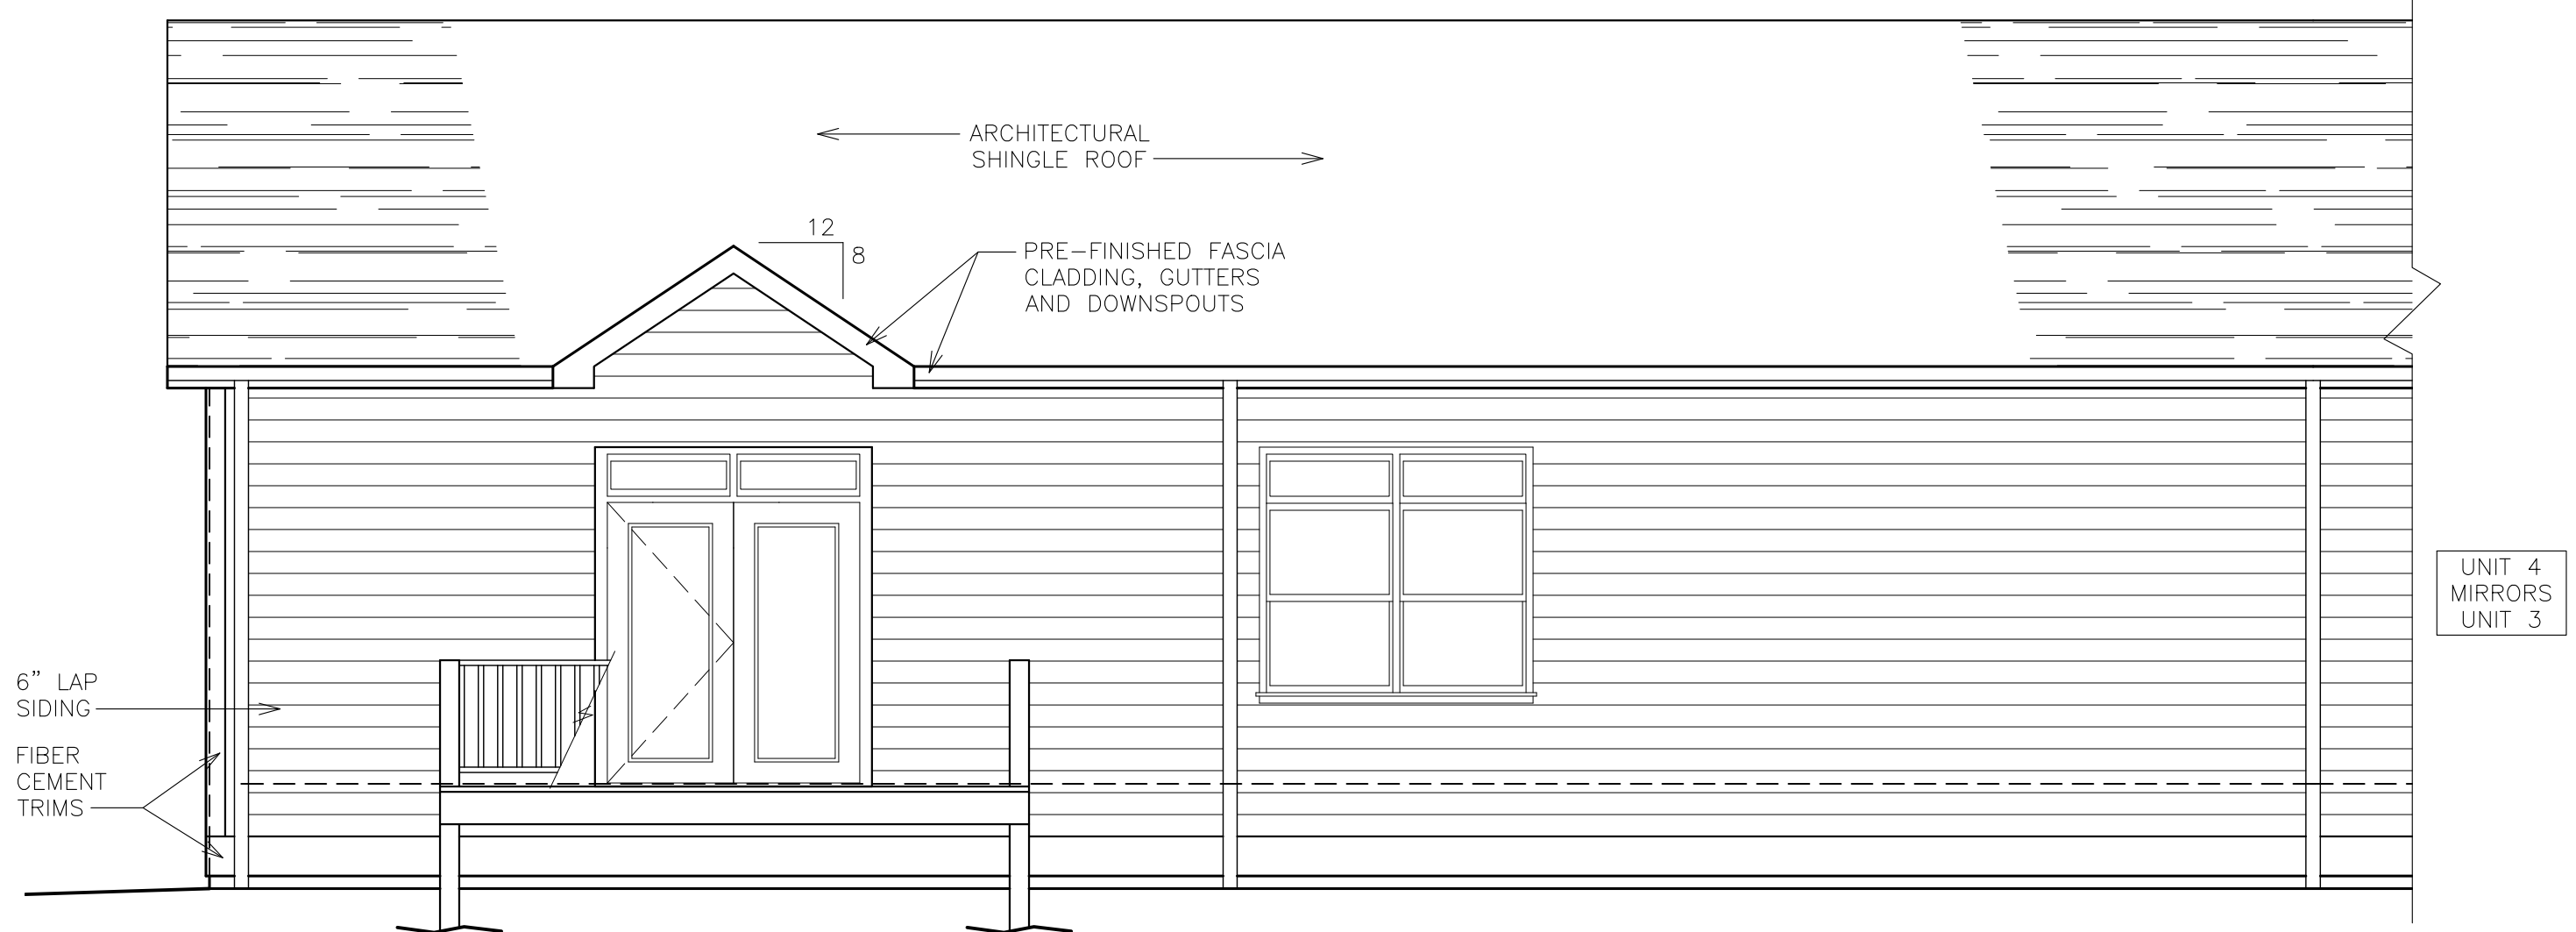 ARCHITECTURAL
SHINGLE ROOF
12
8
PRE-FINISHED FASCIA
CLADDING, GUTTERS
AND DOWNSPOUTS
UNIT 4
MIRRORS
UNIT 3
6" LAP
SIDING
FIBER
CEMENT
TRIMS